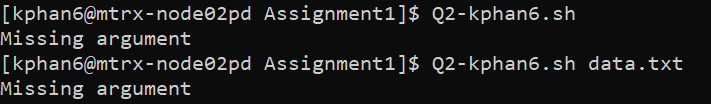 [kphan6@mtrx-node02pd Assignment1]$ Q2-kphan6.sh
Missing argument
[kphan6@mtrx-node02pd Assignment1]$ Q2-kphan6.sh data.txt
Missing argument